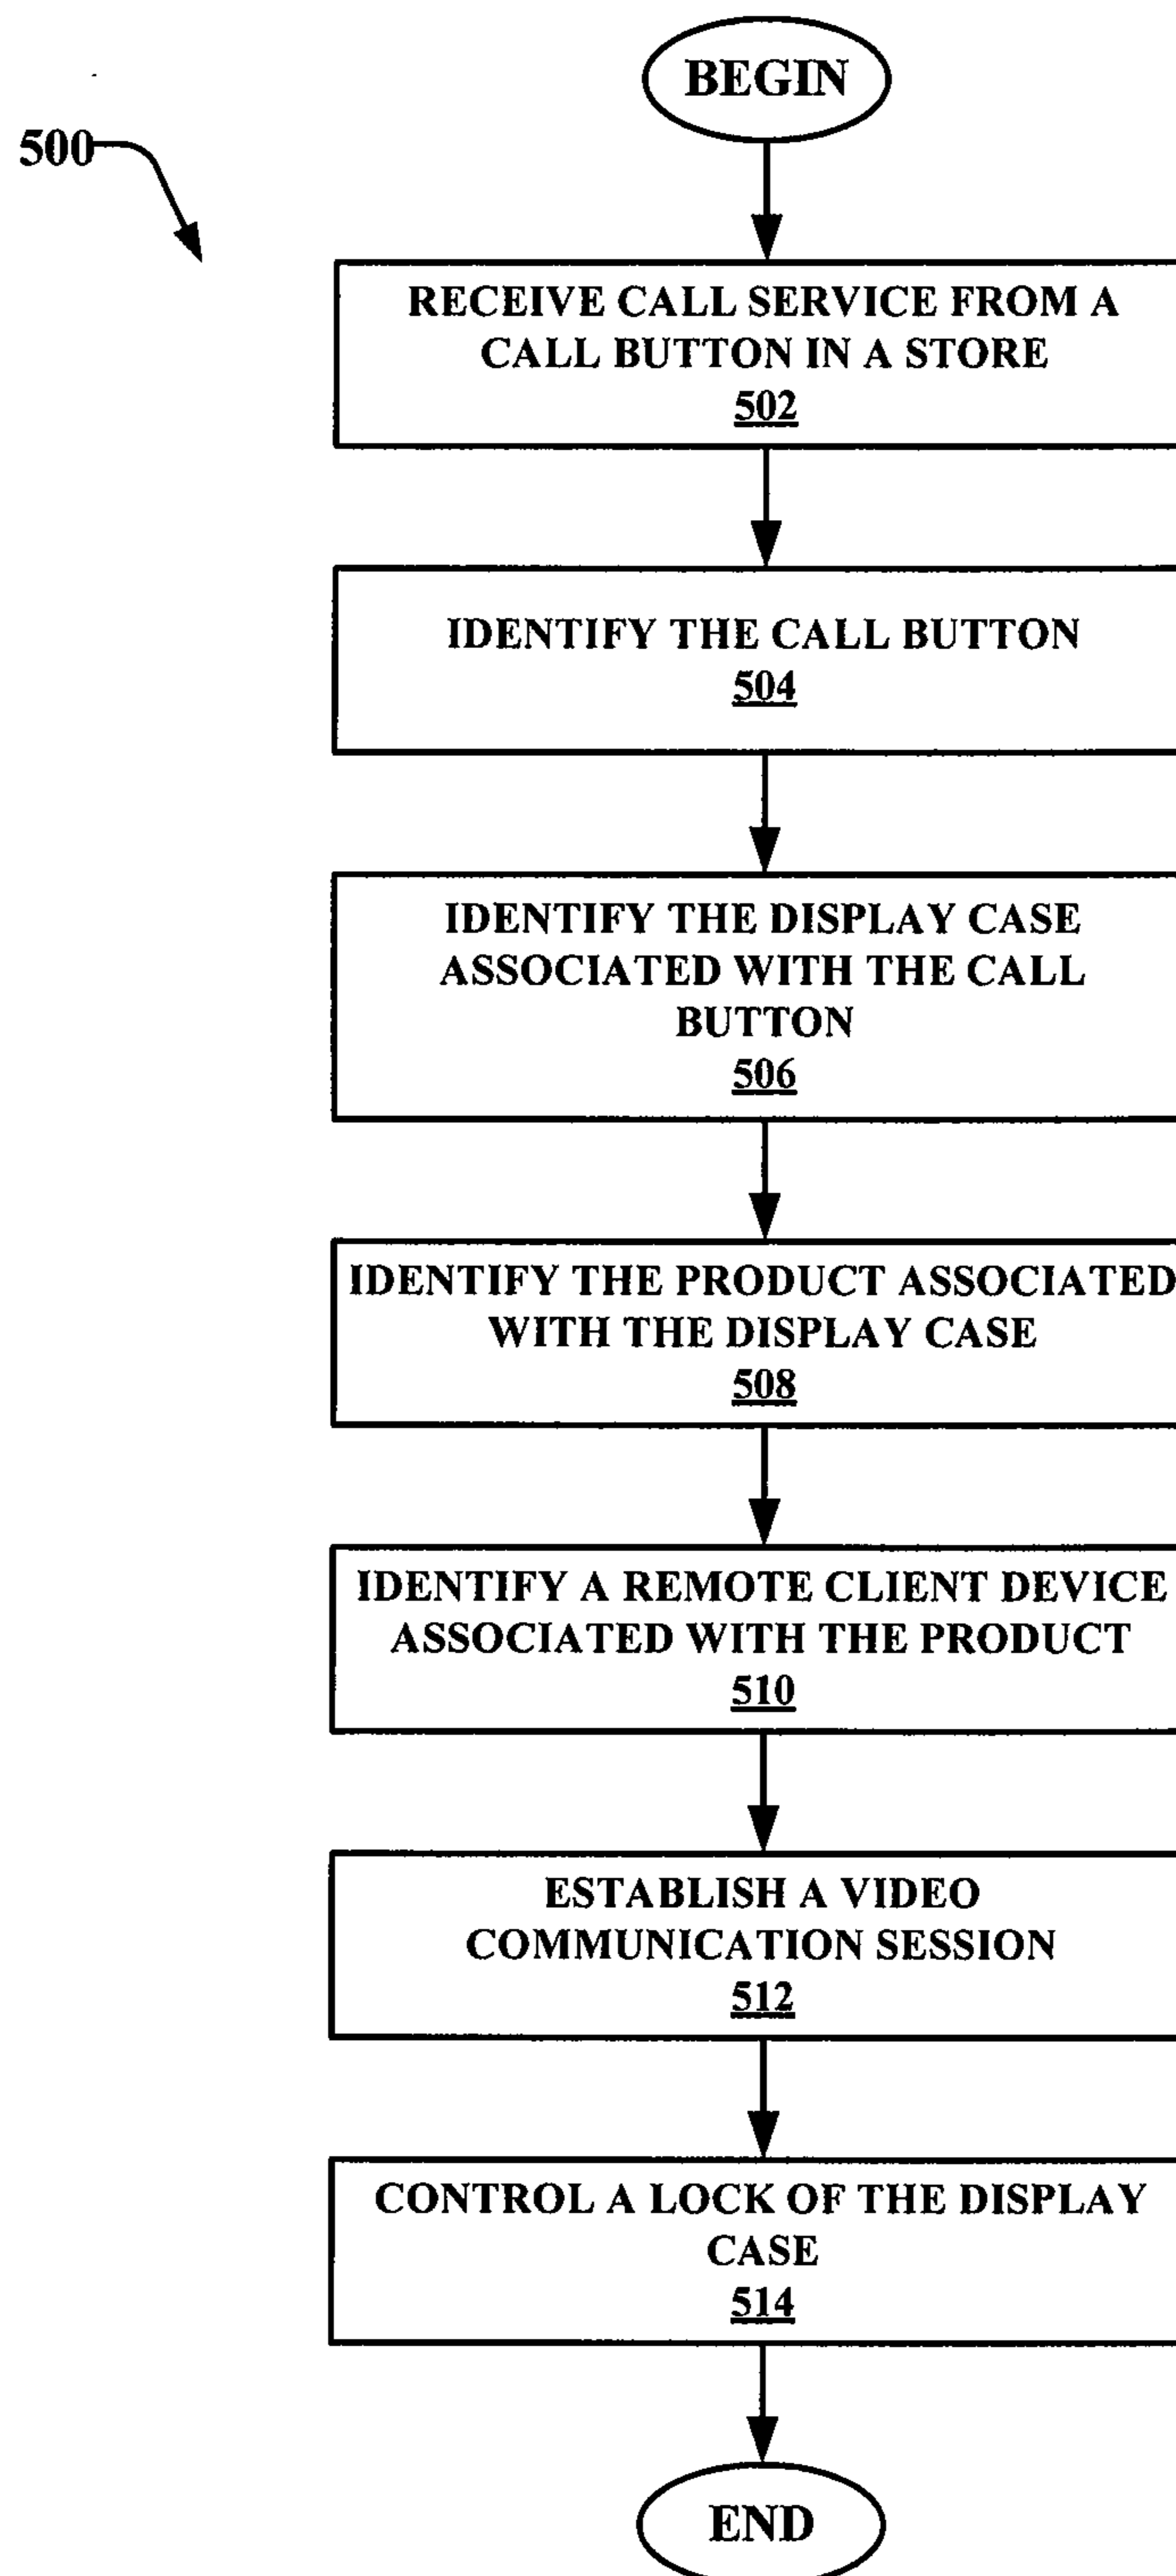 BEGIN
500
RECEIVE CALL SERVICE FROM A
CALL BUTTON IN A STORE
502
IDENTIFY THE CALL BUTTON
504
IDENTIFY THE DISPLAY CASE
ASSOCIATED WITH THE CALL
BUTTON
506
IDENTIFY THE PRODUCT ASSOCIATED
WITH THE DISPLAY CASE
508
IDENTIFY A REMOTE CLIENT DEVICE
ASSOCIATED WITH THE PRODUCT
510
ESTABLISH A VIDEO
COMMUNICATION SESSION
512
CONTROL A LOCK OF THE DISPLAY
CASE
514
END